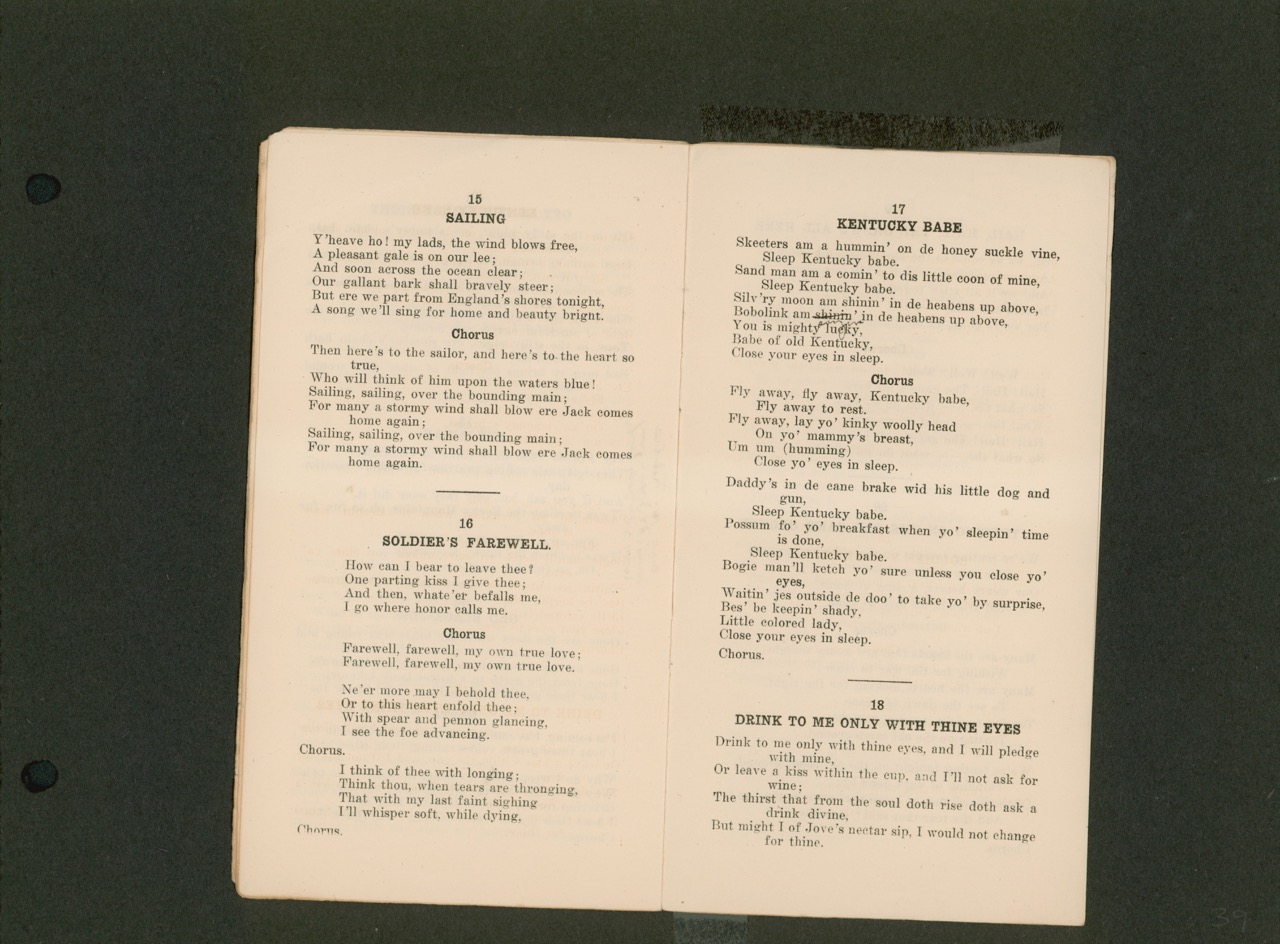 15
SAILING
Y'heave ho! my lads, the wind blows free,
A pleasant gale is on our lee;
And soon across the ocean clear;
Our gallant bark shall bravely steer;
But ere we part from England's shores tonight,
A song we'll sing for home and beauty bright.
Chorus
Then here's to the sailor, and here's to the heart so
true,
Who will think of him upon the waters blue!
Sailing, sailing, over the bounding main;
For many a stormy wind shall blow ere Jack comes
home again;
Sailing, sailing, over the bounding main;
For many a stormy wind shall blow ere Jack comes
home again.
16
SOLDIER'S FAREWELL.
How can I bear to leave thee?
One parting kiss I give thee;
And then, whate'er befalls me,
I go where honor calls me.
Chorus
Farewell, farewell, my own true love;
Farewell, farewell, my own true love.
Ne'er more may I behold thee,
Or to this heart enfold thee;
With spear and pennon glancing,
I see the foe advancing.
Chorus.
I think of thee with longing;
Think thou, when tears are thronging,
That with my last faint sighing
I'll whisper soft, while dying,
Chorus.
17
KENTUCKY BABE
Skeeters am a hummin' on de honey suckle vine,
Sleep Kentucky babe.
Sand man am a comin' to dis little coon of mine,
Sleep Kentucky babe.
Silv'ry moon am shinin' in de heabens up above,
Bobolink am shinin' in de heabens up above,
You is mighty lucky,
Babe of old Kentucky,
Close your eyes in sleep.
Chorus
Fly away, fly away, Kentucky babe,
Fly away to rest.
Fly away, lay yo' kinky woolly head
On yo' mammy's breast,
Um um (humming)
Close yo' eyes in sleep.
Daddy's in de cane brake wid his little dog and
gun,
Sleep Kentucky babe.
Possum fo' yo' breakfast when yo' sleepin' time
is done,
Sleep Kentucky babe.
Bogie man'll ketch yo' sure unless you close yo'
eyes,
Waitin' jes outside de doo' to take yo' by surprise,
Bes' be keepin' shady,
Little colored lady,
Close your eyes in sleep.
Chorus.
18
DRINK TO ME ONLY WITH THINE EYES
Drink to me only with thine eyes, and I will pledge
with mine,
Or leave a kiss within the cup, and I'll not ask for
wine;
The thirst that from the soul doth rise doth ask a
drink divine,
But might I of Jove's nectar sip, I would not change
for thine.
39